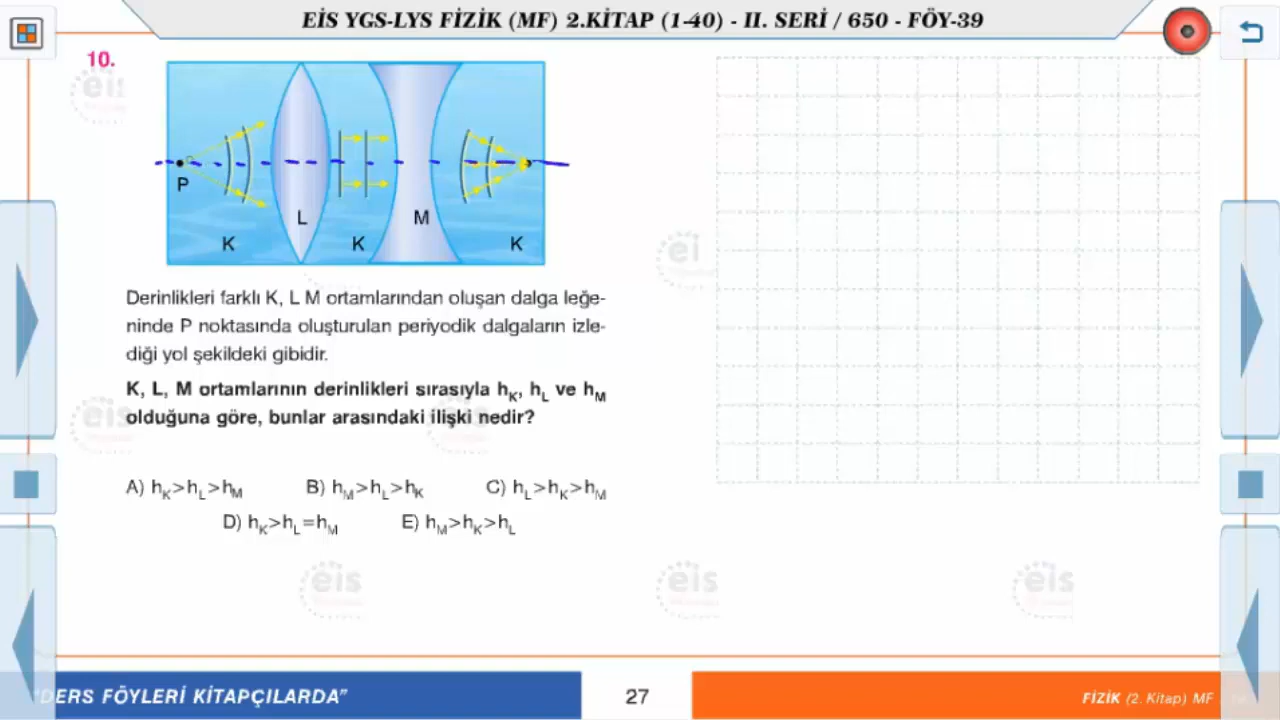 EİS YGS-LYS FİZİK (MF) 2.KİTAP (1-40) - II. SERİ / 650 - FÖY-39
10.
P
L
M
K
K
K
Derinlikleri farklı K, L M ortamlarından oluşan dalga leğe-
ninde P noktasında oluşturulan periyodik dalgaların izle-
diği yol şekildeki gibidir.
K, L, M ortamlarının derinlikleri sırasıyla hK, hL ve hM
olduğuna göre, bunlar arasındaki ilişki nedir?
A) hK>hL>hM B) hM>hL>hK C) hL>hK>hM
D) hK>hL=hM E) hM>hK>hL
eis
eis
eis
"DERS FÖYLERİ KİTAPÇILARDA"
27
FİZİK (2. Kitap) MF